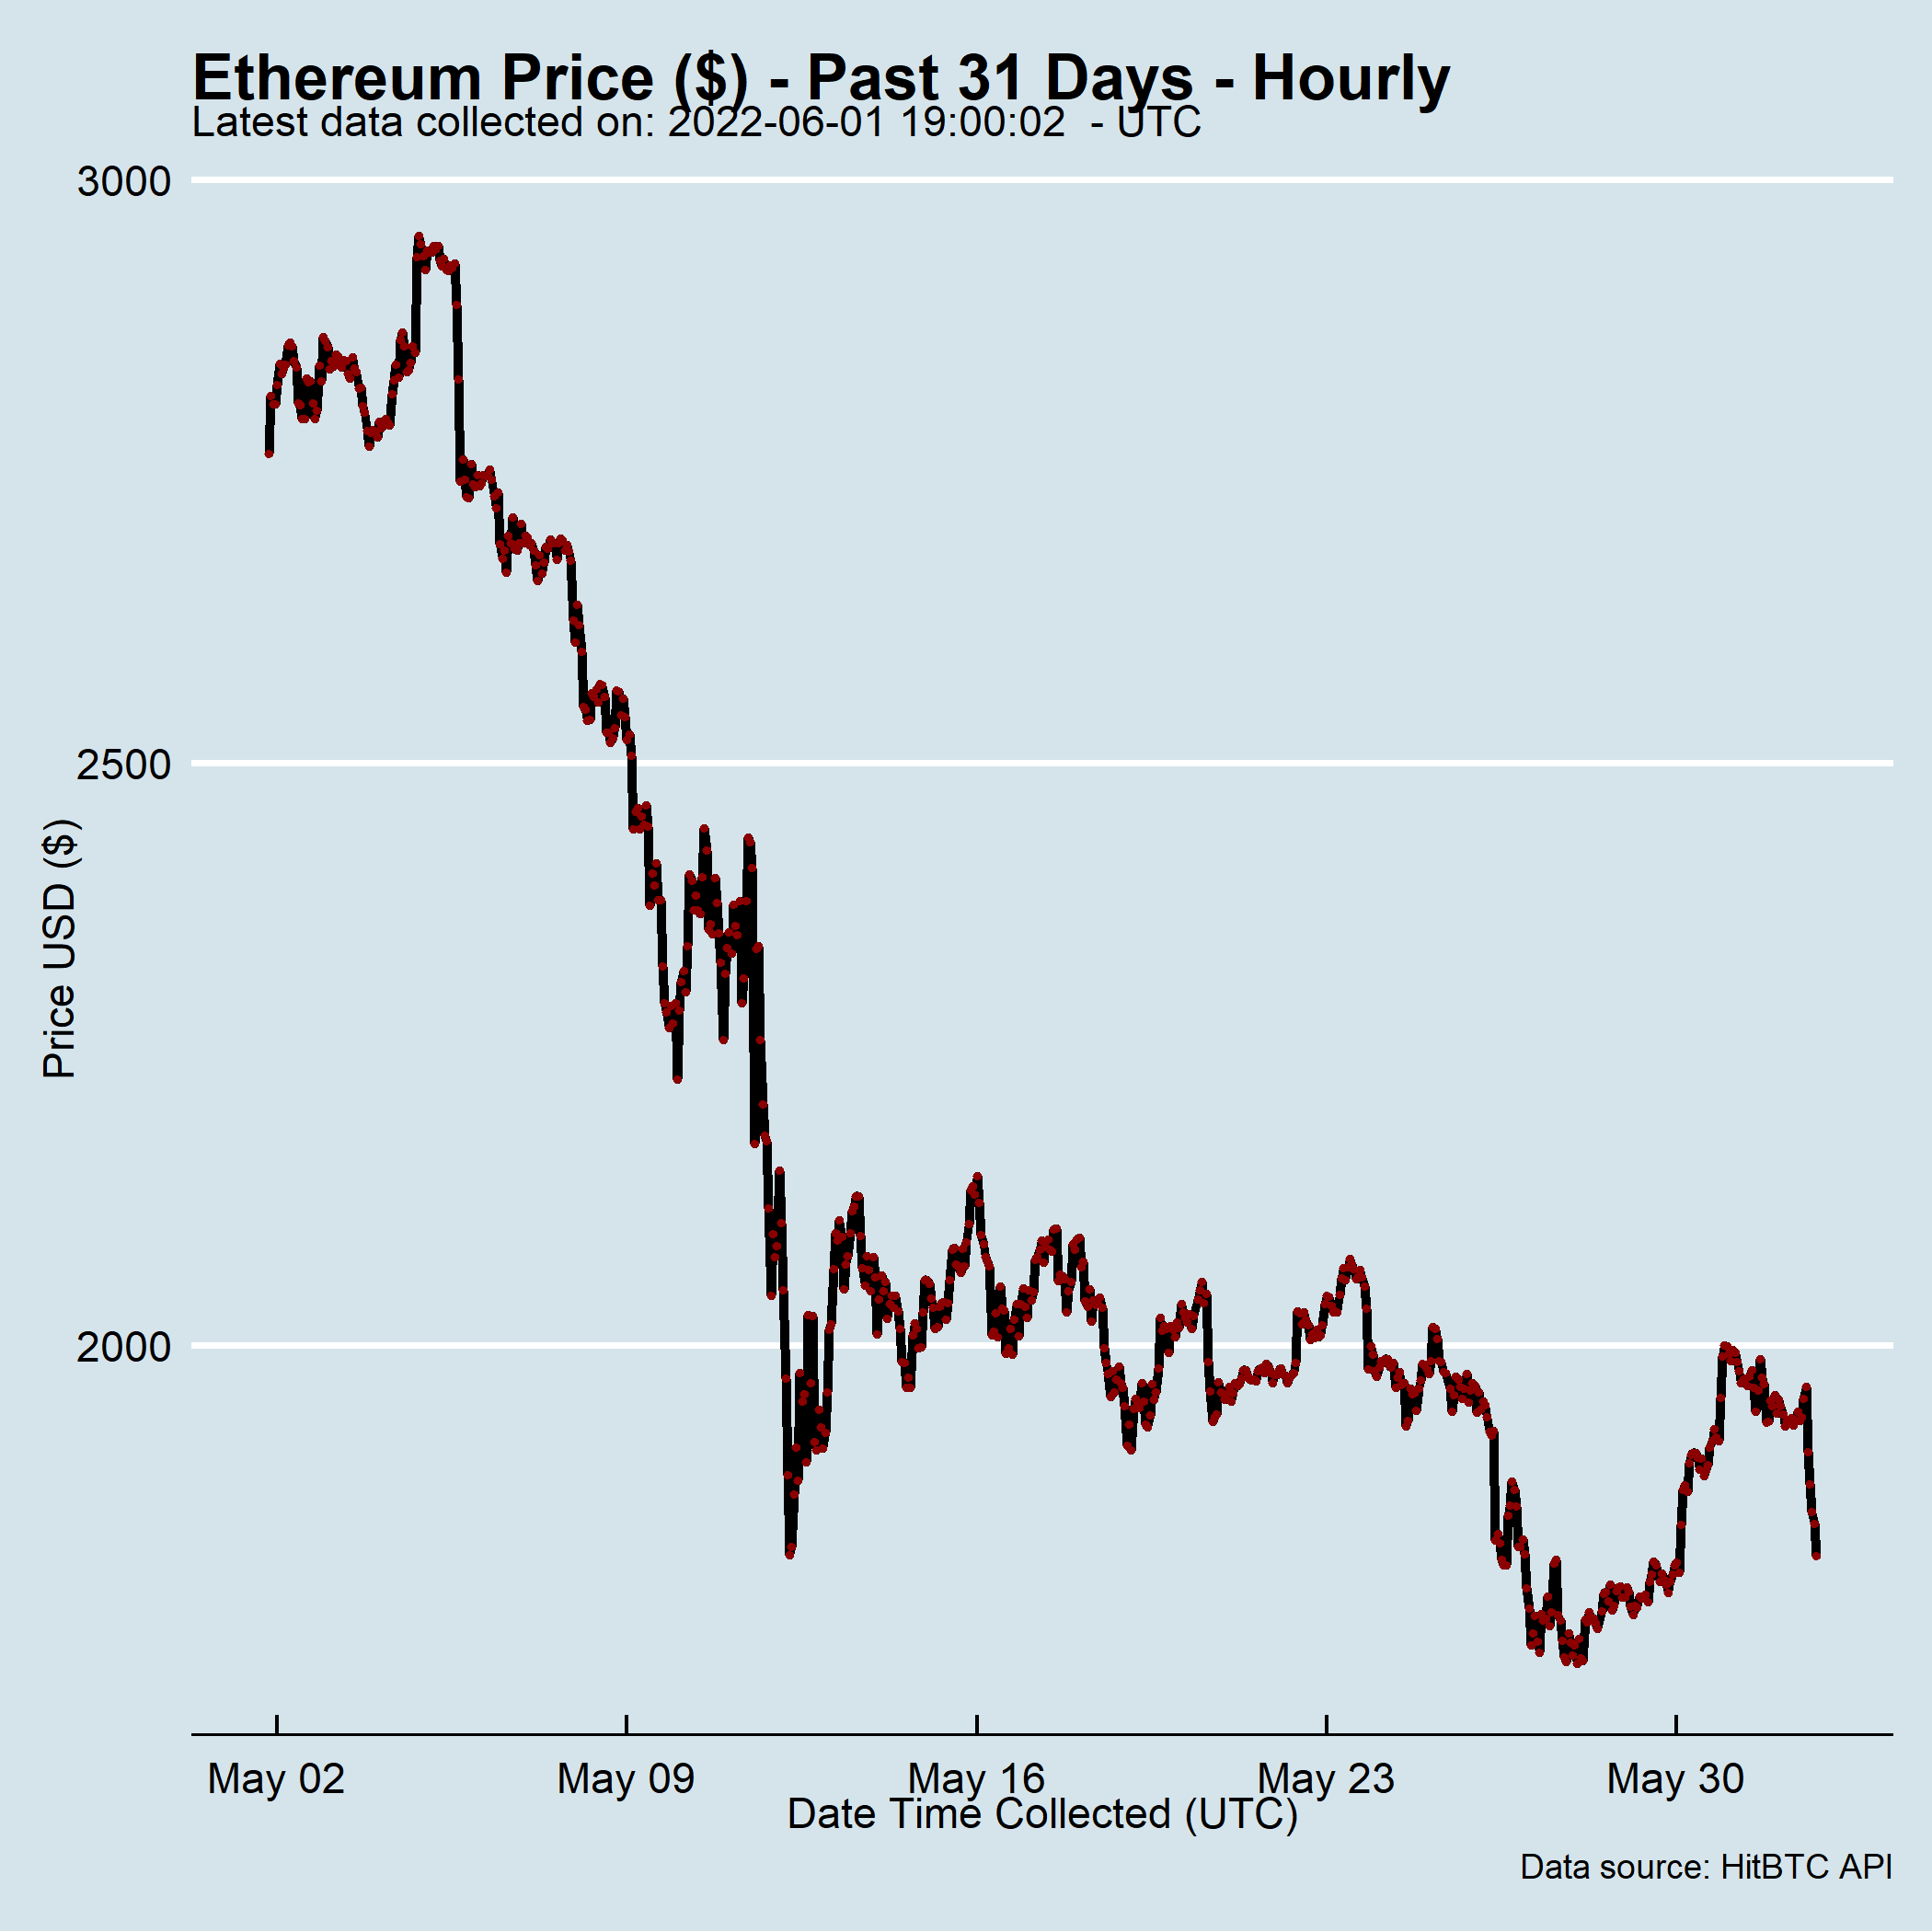 Ethereum Price ($) - Past 31 Days - Hourly
Latest data collected on: 2022-06-01 19:00:02  - UTC
3000
2500
2000
Price USD ($)
May 02 May 09 May 16 May 23 May 30
Date Time Collected (UTC)
Data source: HitBTC API